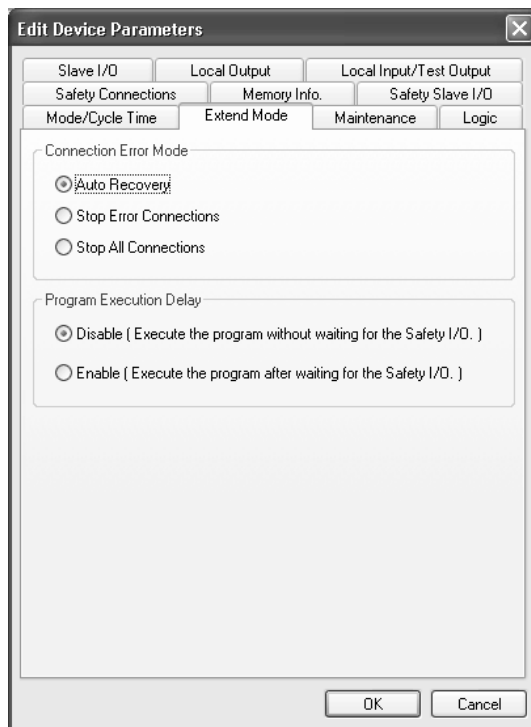 Edit Device Parameters
Slave I/O Local Output Local Input/Test Output
Safety Connections Memory Info. Safety Slave I/O
Mode/Cycle Time Extend Mode Maintenance Logic
Connection Error Mode
Auto Recovery
Stop Error Connections
Stop All Connections
Program Execution Delay
Disable ( Execute the program without waiting for the Safety I/O. )
Enable ( Execute the program after waiting for the Safety I/O. )
OK Cancel